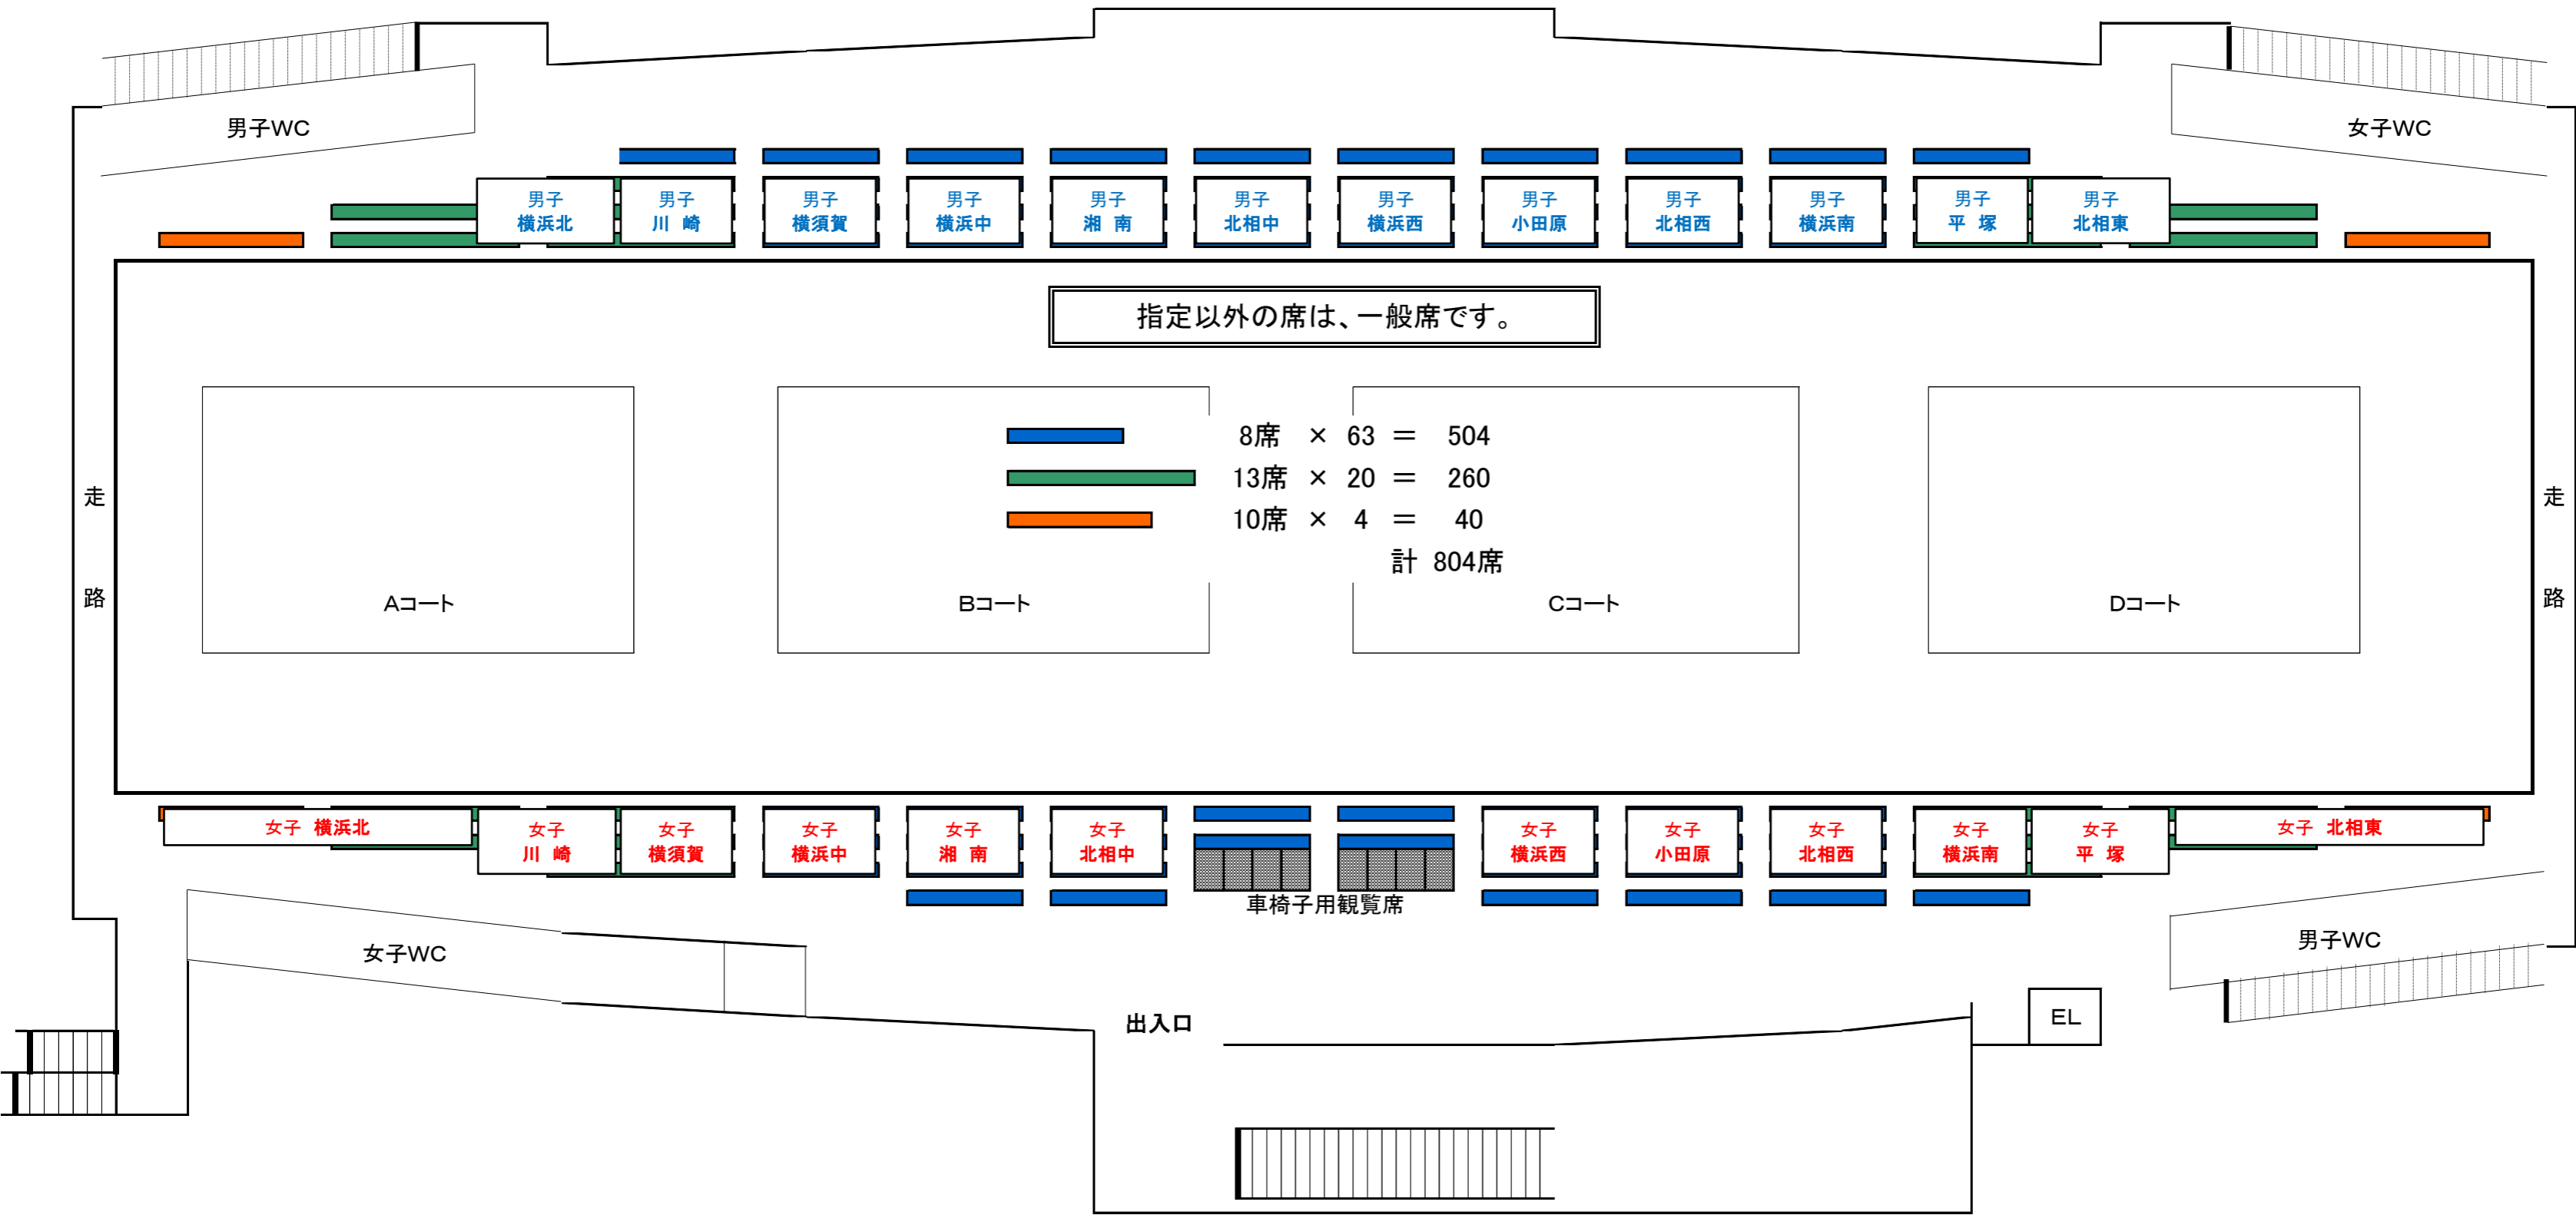 男子WC
女子WC
男子
横浜北
男子
川 崎
男子
横須賀
男子
横浜中
男子
湘 南
男子
北相中
男子
横浜西
男子
小田原
男子
北相西
男子
横浜南
男子
平 塚
男子
北相東
指定以外の席は、一般席です。
8席 × 63 ＝ 504
13席 × 20 ＝ 260
10席 × 4 ＝ 40
計 804席
走路
走路
Aコート
Bコート
Cコート
Dコート
女子 横浜北
女子
川 崎
女子
横須賀
女子
横浜中
女子
湘 南
女子
北相中
女子
横浜西
女子
小田原
女子
北相西
女子
横浜南
女子
平 塚
女子 北相東
車椅子用観覧席
女子WC
男子WC
出入口
EL